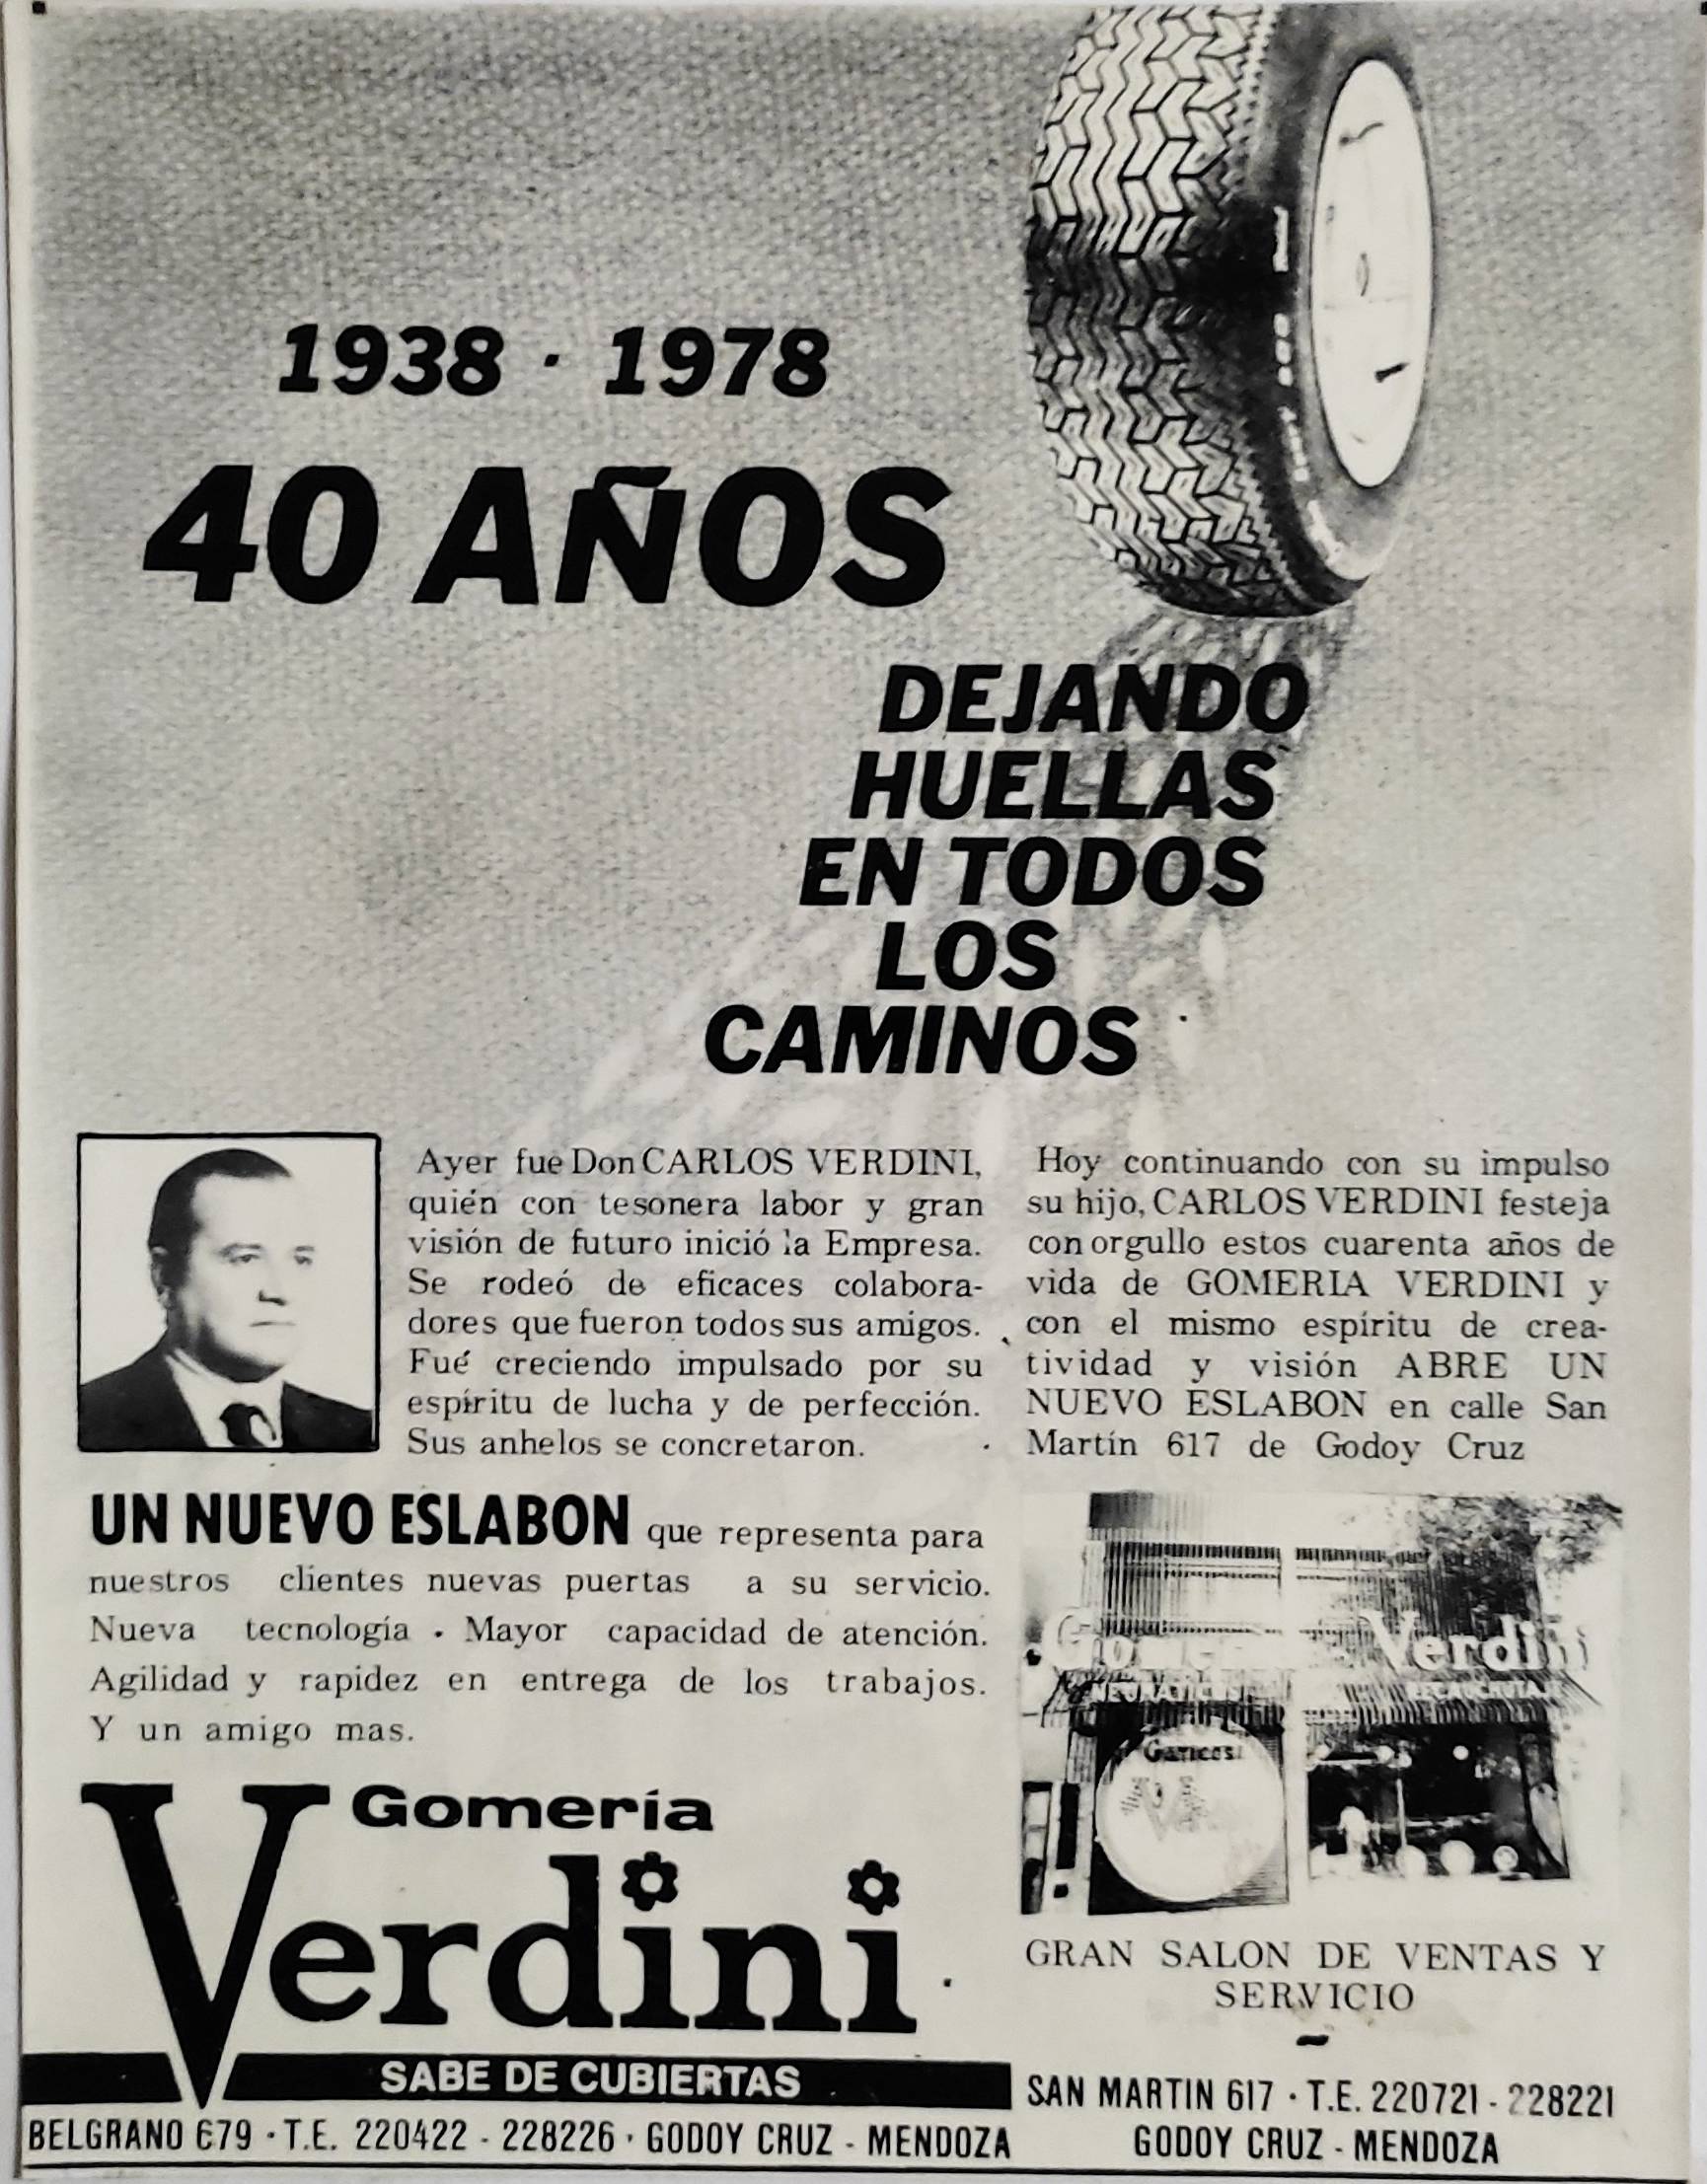 1938 · 1978
40 AÑOS
DEJANDO
HUELLAS
EN TODOS
LOS
CAMINOS
Ayer fue Don CARLOS VERDINI,
quién con tesonera labor y gran
visión de futuro inició la Empresa.
Se rodeó de eficaces colabora-
dores que fueron todos sus amigos.
Fué creciendo impulsado por su
espíritu de lucha y de perfección.
Sus anhelos se concretaron.
Hoy continuando con su impulso
su hijo, CARLOS VERDINI festeja
con orgullo estos cuarenta años de
vida de GOMERIA VERDINI y
con el mismo espíritu de crea-
tividad y visión ABRE UN
NUEVO ESLABON en calle San
Martín 617 de Godoy Cruz
UN NUEVO ESLABON que representa para
nuestros clientes nuevas puertas a su servicio.
Nueva tecnología · Mayor capacidad de atención.
Agilidad y rapidez en entrega de los trabajos.
Y un amigo mas.
Verdini
Gomería
Verdini
SABE DE CUBIERTAS
BELGRANO 679 · T.E. 220422 - 228226 · GODOY CRUZ - MENDOZA
GRAN SALON DE VENTAS Y
SERVICIO
SAN MARTIN 617 · T.E. 220721 - 228221
GODOY CRUZ - MENDOZA